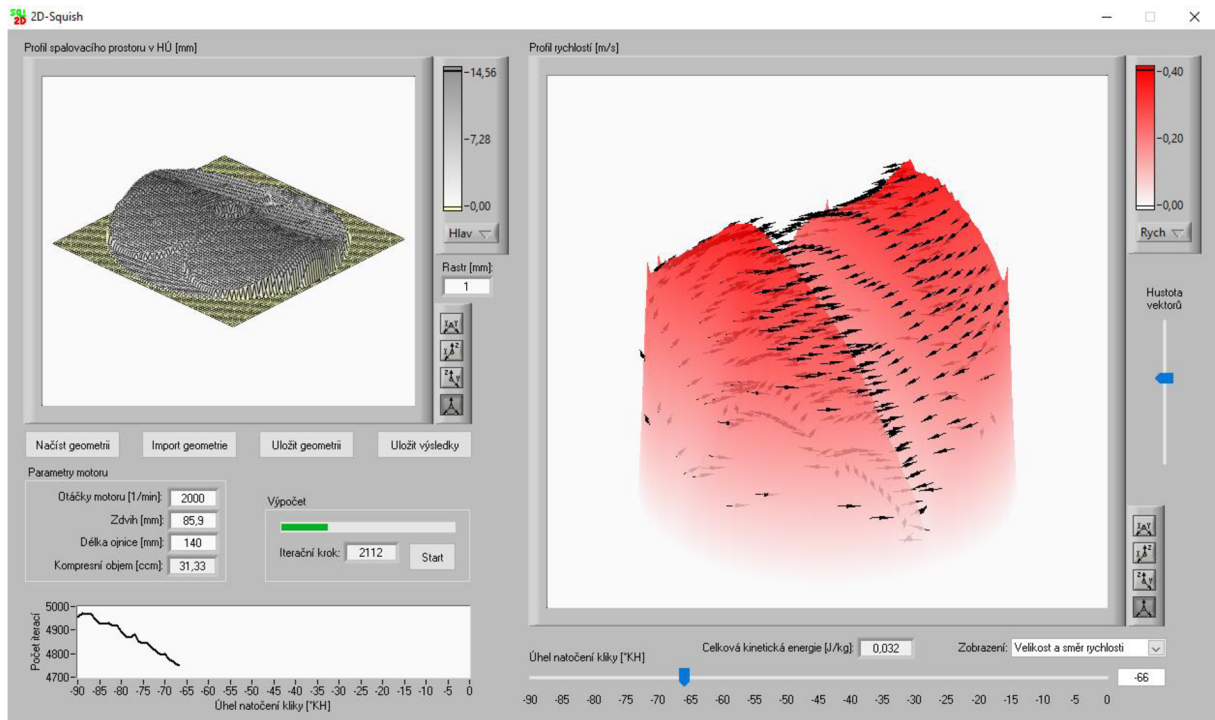 2D-Squish
Profil spalovacího prostoru v HÚ [mm]
14,56
7,28
0,00
Hlav
Rastr [mm]:
1
Načíst geometrii
Import geometrie
Uložit geometrii
Uložit výsledky
Parametry motoru
Otáčky motoru [1/min]: 2000
Zdvih [mm]: 85,9
Délka ojnice [mm]: 140
Kompresní objem [ccm]: 31,33
Výpočet
Iterační krok: 2112
Start
Počet iterací
5000
4900
4800
4700
-90 -85 -80 -75 -70 -65 -60 -55 -50 -45 -40 -35 -30 -25 -20 -15 -10 -5 0
Úhel natočení kliky [°KH]
Profil rychlostí [m/s]
0,40
0,20
0,00
Rych
Hustota
vektorů
Celková kinetická energie [J/kg]: 0,032
Zobrazení: Velikost a směr rychlosti
Úhel natočení kliky [°KH]
-66
-90 -85 -80 -75 -70 -65 -60 -55 -50 -45 -40 -35 -30 -25 -20 -15 -10 -5 0